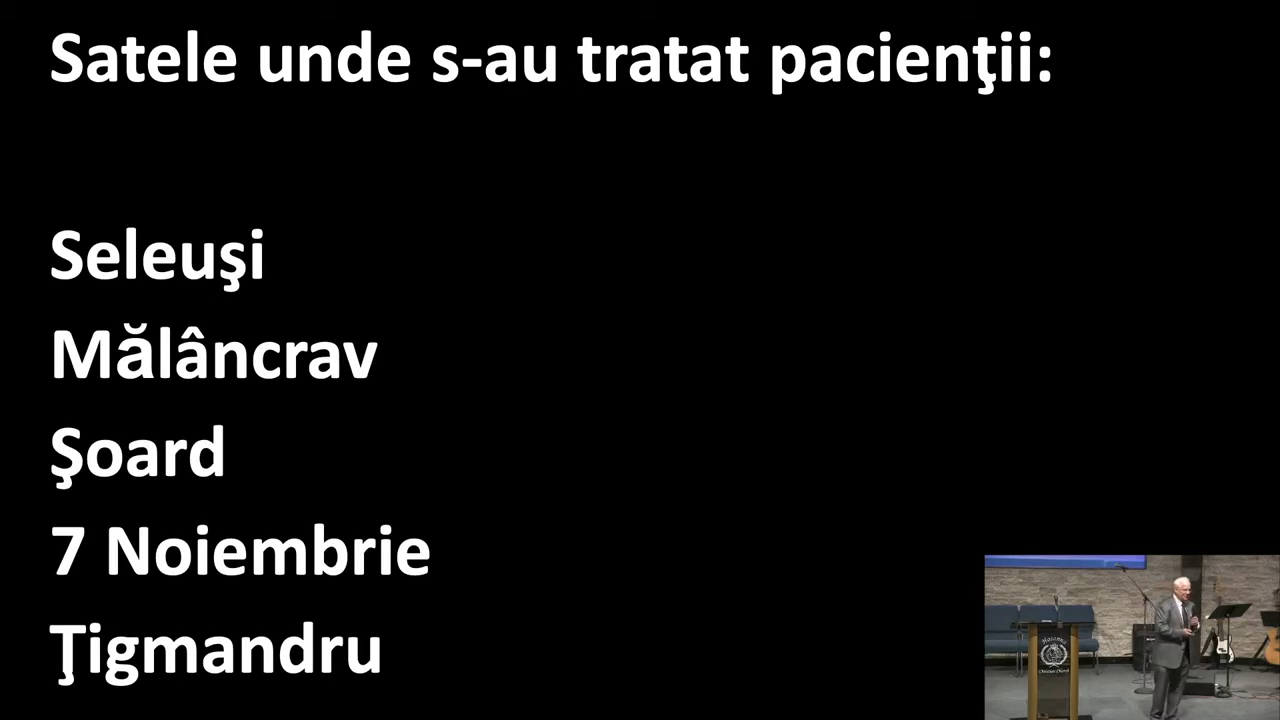 Satele unde s-au tratat pacienţii:
Seleuşi
Mălâncrav
Şoard
7 Noiembrie
Ţigmandru